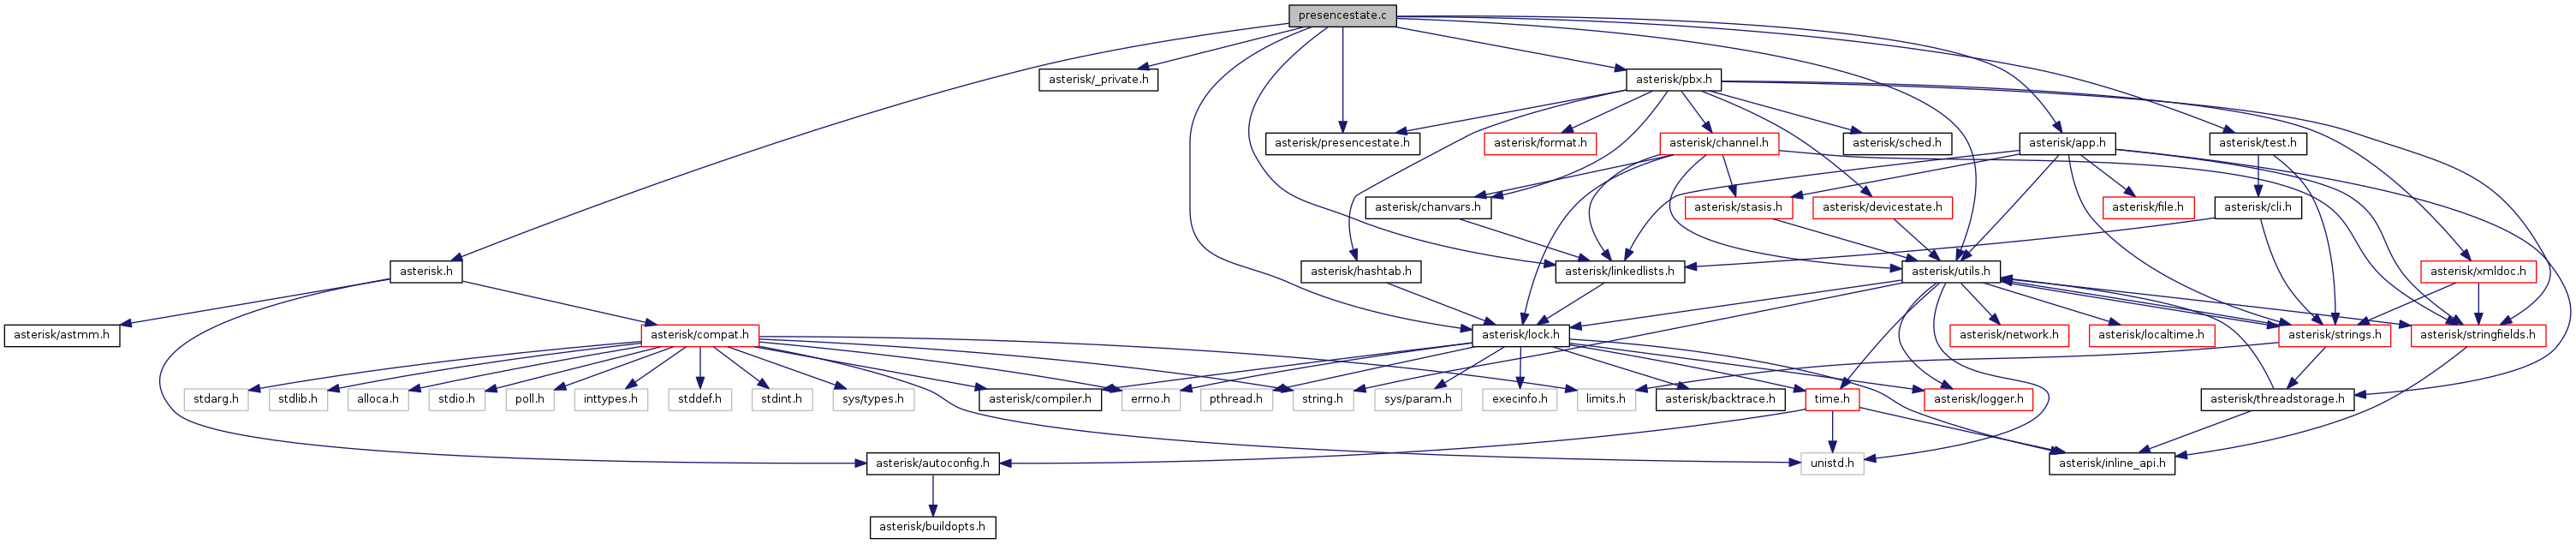 presencestate.c
asterisk/_private.h
asterisk/pbx.h
asterisk/presencestate.h
asterisk/format.h
asterisk/channel.h
asterisk/sched.h
asterisk/app.h
asterisk/test.h
asterisk/chanvars.h
asterisk/stasis.h
asterisk/devicestate.h
asterisk/file.h
asterisk/cli.h
asterisk.h
asterisk/hashtab.h
asterisk/linkedlists.h
asterisk/utils.h
asterisk/xmldoc.h
asterisk/astmm.h
asterisk/compat.h
asterisk/lock.h
asterisk/network.h
asterisk/localtime.h
asterisk/strings.h
asterisk/stringfields.h
stdarg.h
stdlib.h
alloca.h
stdio.h
poll.h
inttypes.h
stddef.h
stdint.h
sys/types.h
asterisk/compiler.h
errno.h
pthread.h
string.h
sys/param.h
execinfo.h
limits.h
asterisk/backtrace.h
time.h
asterisk/logger.h
asterisk/threadstorage.h
asterisk/autoconfig.h
unistd.h
asterisk/inline_api.h
asterisk/buildopts.h